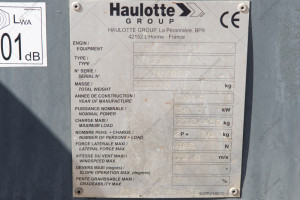 LWA
01 dB
Haulotte
GROUP
HAULOTTE GROUP La Péronnière, BP9
42152 L'Horme - France
ENGIN /
EQUIPMENT
TYPE /
TYPE
N° SERIE /
SERIAL N°
MASSE /
TOTAL WEIGHT
kg
ANNEE DE CONSTRUCTION /
YEAR OF MANUFACTURE
PUISSANCE NOMINALE /
NOMINAL POWER
kW
CHARGE MAXI /
MAXIMUM LOAD
kg
NOMBRE PERS. + CHARGE /
NUMBER OF PERSONS + LOAD
P +
kg
FORCE LATERALE MAXI /
LATERAL FORCE MAX
N
VITESSE DU VENT MAXI /
WINDSPEED MAX
m/s
SLOPE OPERATION MAX (degrees)
PENTE GRAVISSABLE MAXI /
GRADEABILITY MAX
%